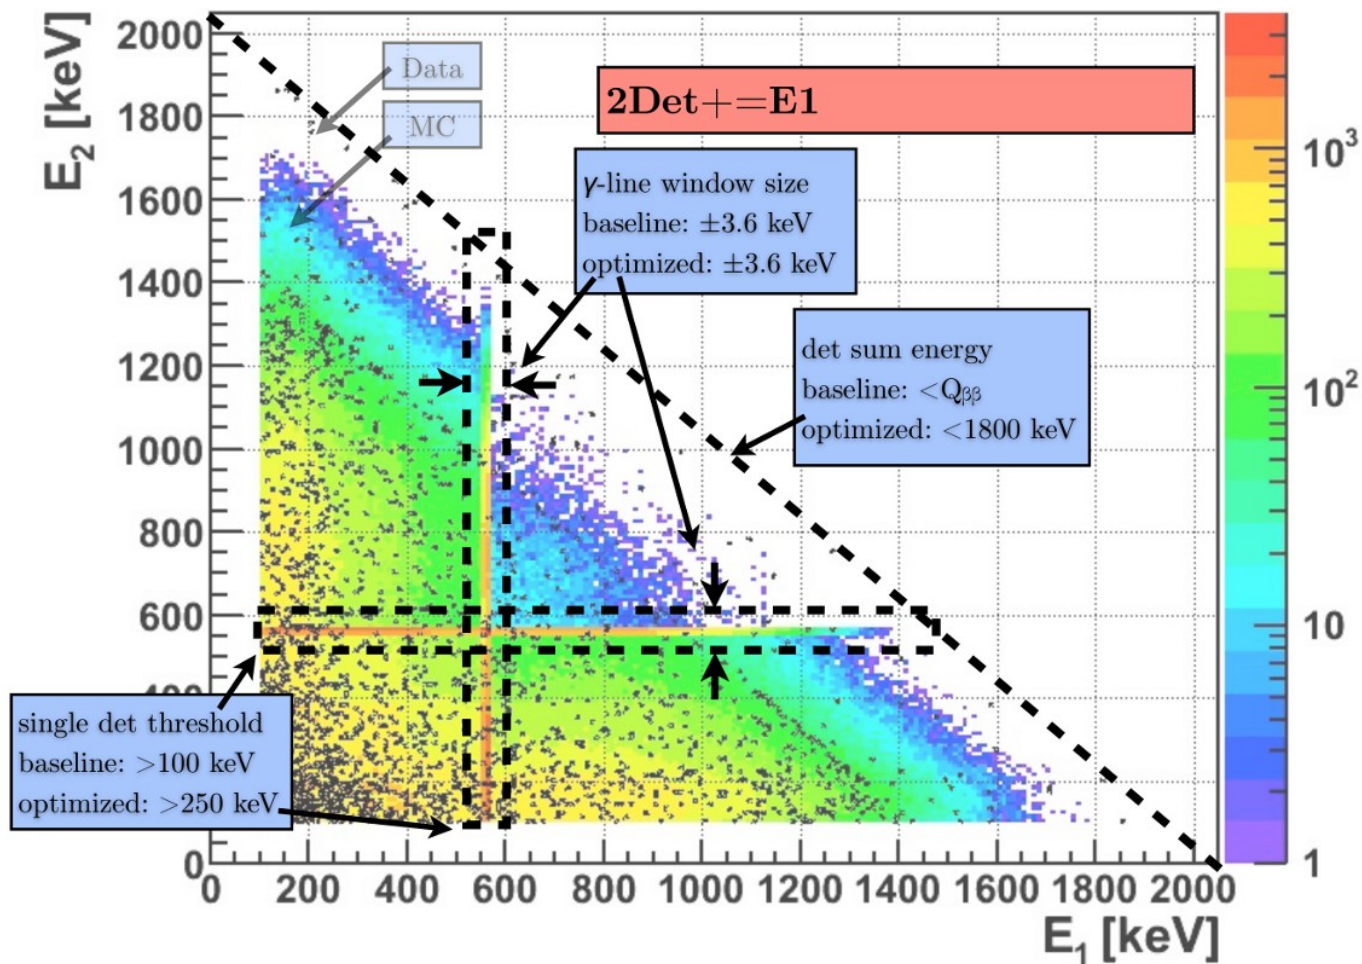 E₂ [keV]
2000
1800
1600
1400
1200
1000
800
600
400
0
Data
MC
2Det+=E1
γ-line window size
baseline: ±3.6 keV
optimized: ±3.6 keV
det sum energy
baseline: <Qββ
optimized: <1800 keV
single det threshold
baseline: >100 keV
optimized: >250 keV
0 200 400 600 800 1000 1200 1400 1600 1800 2000
E₁ [keV]
10³
10²
10
1